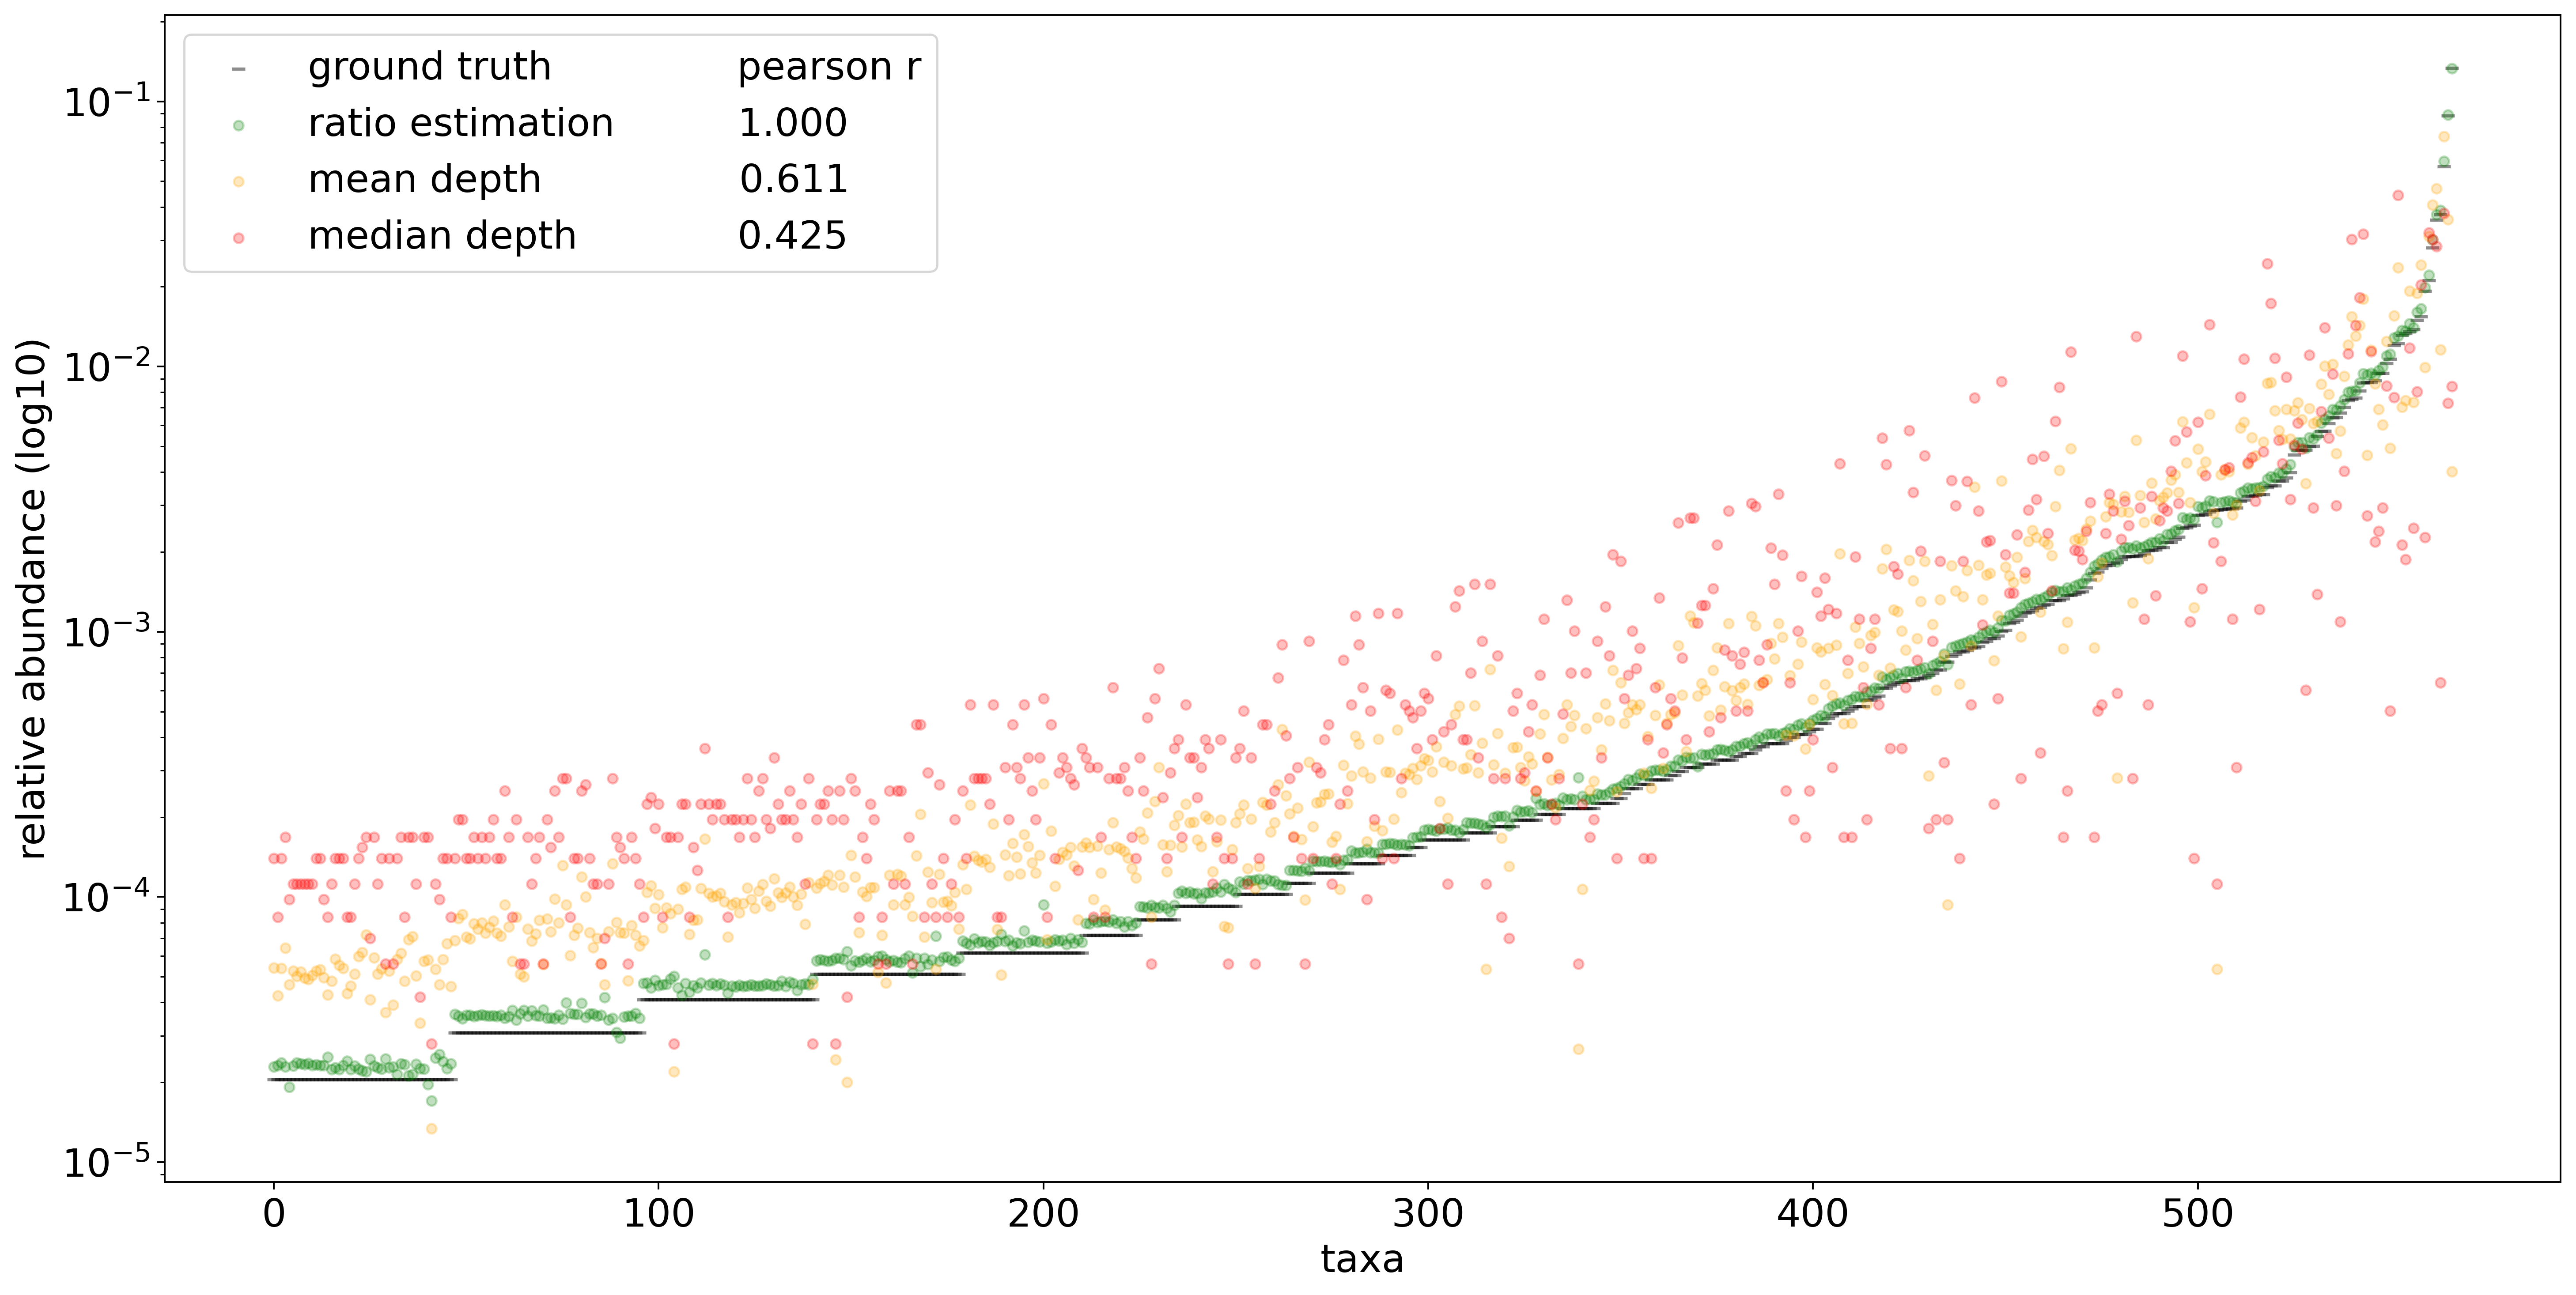 ground truth pearson r
ratio estimation 1.000
mean depth 0.611
median depth 0.425
relative abundance (log10)
10⁻¹
10⁻²
10⁻³
10⁻⁴
10⁻⁵
0 100 200 300 400 500
taxa